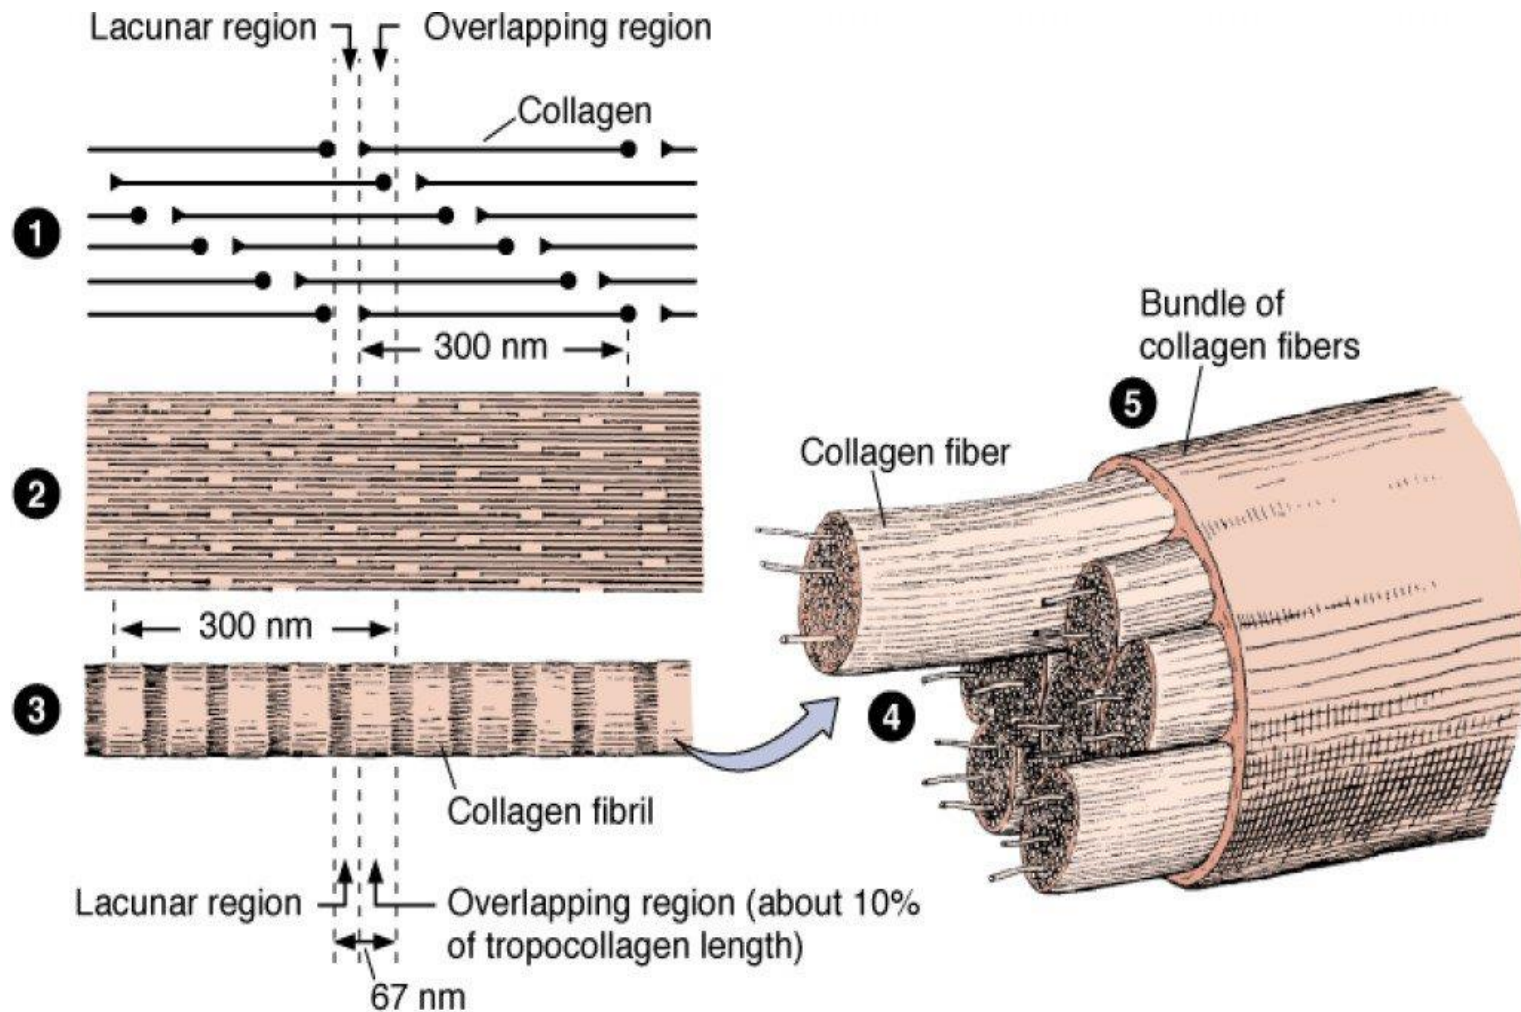 Lacunar region
Overlapping region
Collagen
1
300 nm
2
300 nm
3
Collagen fibril
Lacunar region
Overlapping region (about 10%
of tropocollagen length)
67 nm
Bundle of
collagen fibers
5
Collagen fiber
4